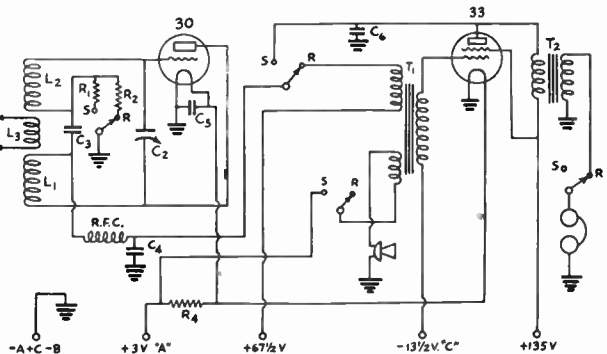 30
33
C6
T2
L2
R1
R2
S
R
S
R
T1
L3
C3
S
R
C2
C5
L1
S
R
S
R
R.F.C.
C4
R4
-A+C-B
+3V "A"
+67½V
-13½V. "C"
+135V